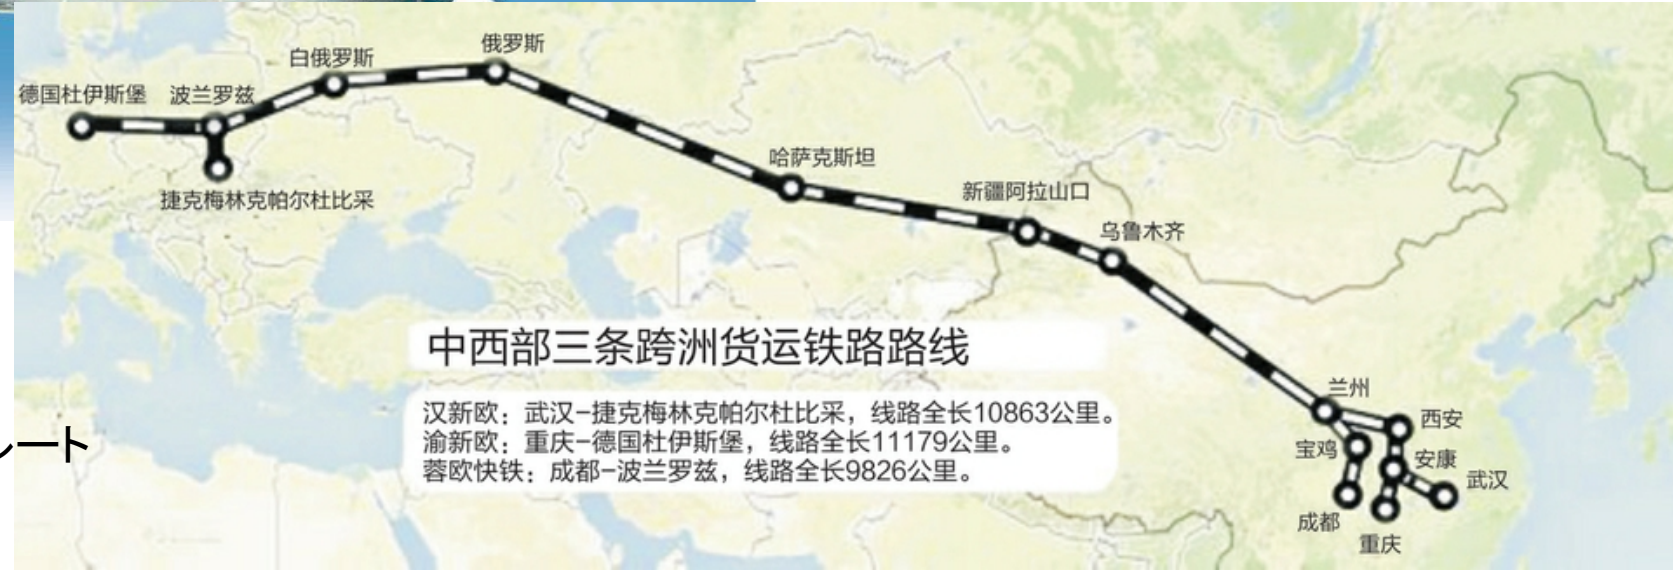 俄罗斯
白俄罗斯
德国杜伊斯堡
波兰罗兹
捷克梅林克帕尔杜比采
哈萨克斯坦
新疆阿拉山口
乌鲁木齐
中西部三条跨洲货运铁路路线
汉新欧：武汉-捷克梅林克帕尔杜比采，线路全长10863公里。
渝新欧：重庆-德国杜伊斯堡，线路全长11179公里。
蓉欧快铁：成都-波兰罗兹，线路全长9826公里。
兰州
西安
宝鸡
安康
武汉
成都
重庆
ート